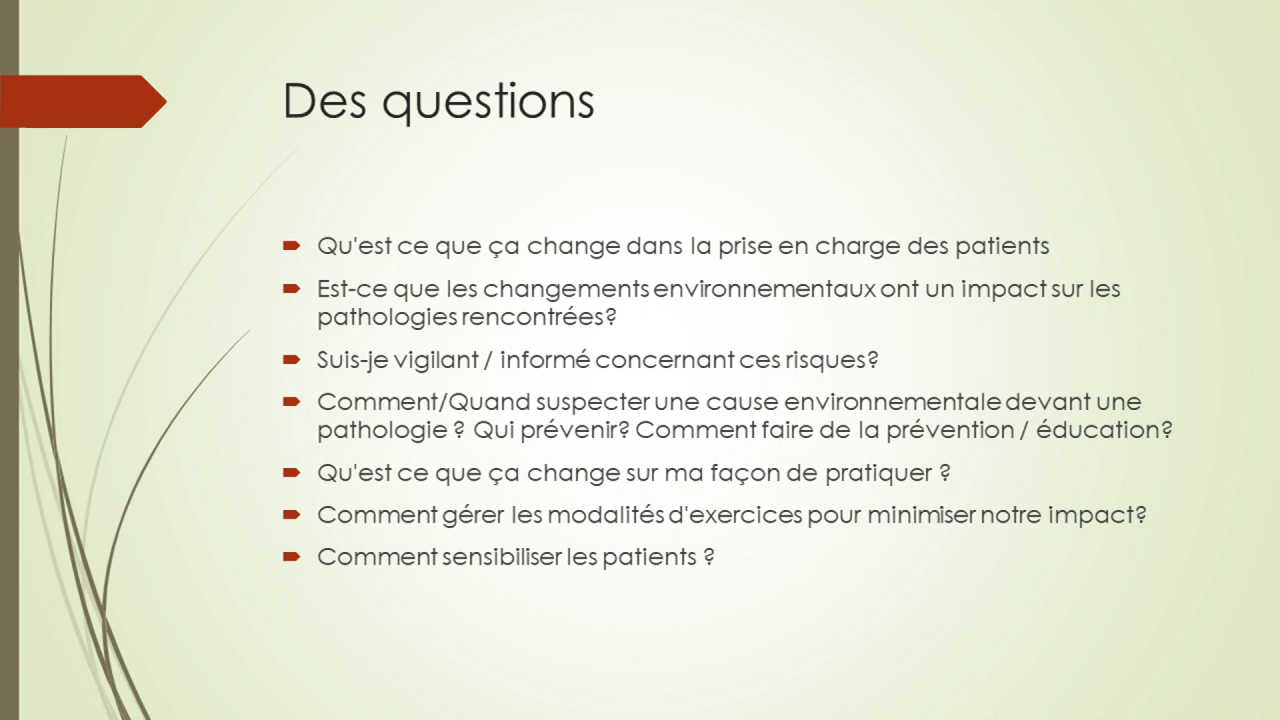 Des questions
Qu'est ce que ça change dans la prise en charge des patients
Est-ce que les changements environnementaux ont un impact sur les
pathologies rencontrées?
Suis-je vigilant / informé concernant ces risques?
Comment/Quand suspecter une cause environnementale devant une
pathologie ? Qui prévenir? Comment faire de la prévention / éducation?
Qu'est ce que ça change sur ma façon de pratiquer ?
Comment gérer les modalités d'exercices pour minimiser notre impact?
Comment sensibiliser les patients ?